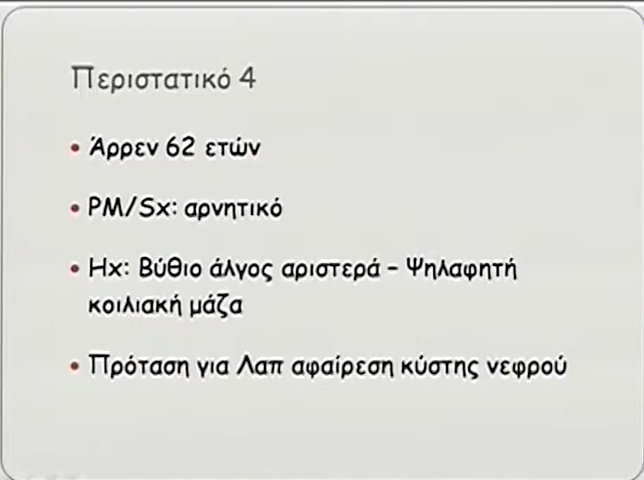 Περιστατικό 4
• Άρρεν 62 ετών
• PM/Sx: αρνητικό
• Hx: Βύθιο άλγος αριστερά – Ψηλαφητή
κοιλιακή μάζα
• Πρόταση για Λαπ αφαίρεση κύστης νεφρού